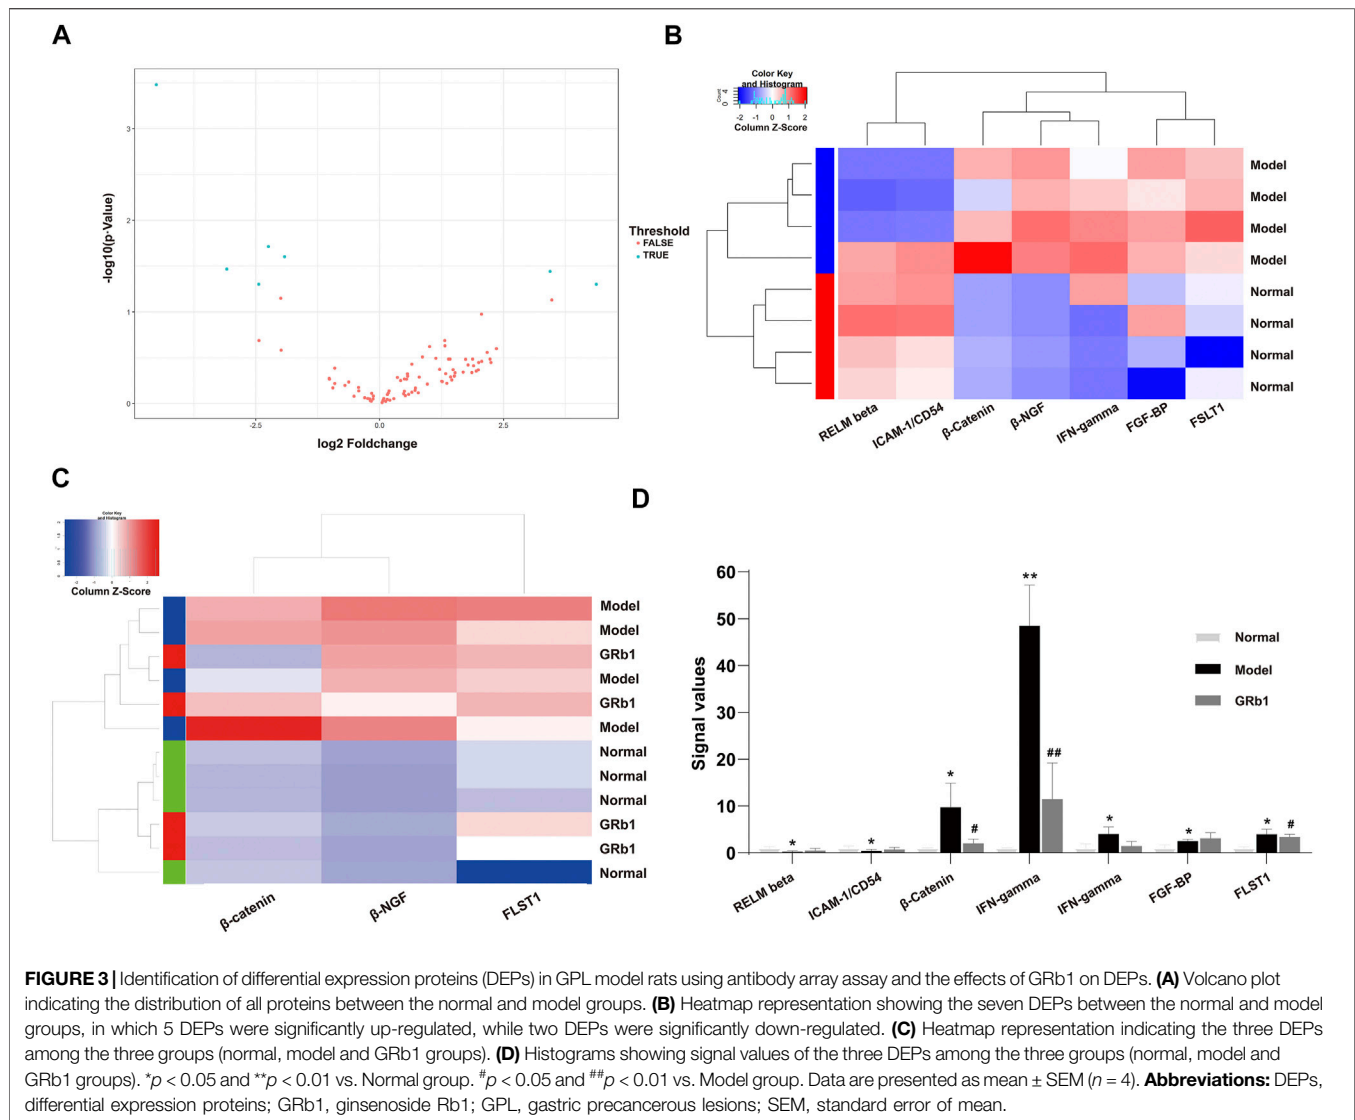 A
3
2
1
0
-log10(p-Value)
-2.5
0.0
2.5
log2 Foldchange
Threshold
FALSE
TRUE
B
Color Key
and Histogram
Count
0 4
-2 -1 0 1 2
Column Z-Score
Model
Model
Model
Model
Normal
Normal
Normal
Normal
RELM beta
ICAM-1/CD54
β-Catenin
β-NGF
IFN-gamma
FGF-BP
FSLT1
C
Color Key
and Histogram
Column Z-Score
Model
Model
GRb1
Model
GRb1
Model
Normal
Normal
Normal
GRb1
GRb1
Normal
β-catenin
β-NGF
FLST1
D
Signal values
60
50
40
30
20
10
0
*
*
*
#
**
##
*
*
*
#
Normal
Model
GRb1
RELM beta
ICAM-1/CD54
β-Catenin
IFN-gamma
IFN-gamma
FGF-BP
FLST1
FIGURE 3 | Identification of differential expression proteins (DEPs) in GPL model rats using antibody array assay and the effects of GRb1 on DEPs. (A) Volcano plot
indicating the distribution of all proteins between the normal and model groups. (B) Heatmap representation showing the seven DEPs between the normal and model
groups, in which 5 DEPs were significantly up-regulated, while two DEPs were significantly down-regulated. (C) Heatmap representation indicating the three DEPs
among the three groups (normal, model and GRb1 groups). (D) Histograms showing signal values of the three DEPs among the three groups (normal, model and
GRb1 groups). *p < 0.05 and **p < 0.01 vs. Normal group. #p < 0.05 and ##p < 0.01 vs. Model group. Data are presented as mean ± SEM (n = 4). Abbreviations: DEPs,
differential expression proteins; GRb1, ginsenoside Rb1; GPL, gastric precancerous lesions; SEM, standard error of mean.